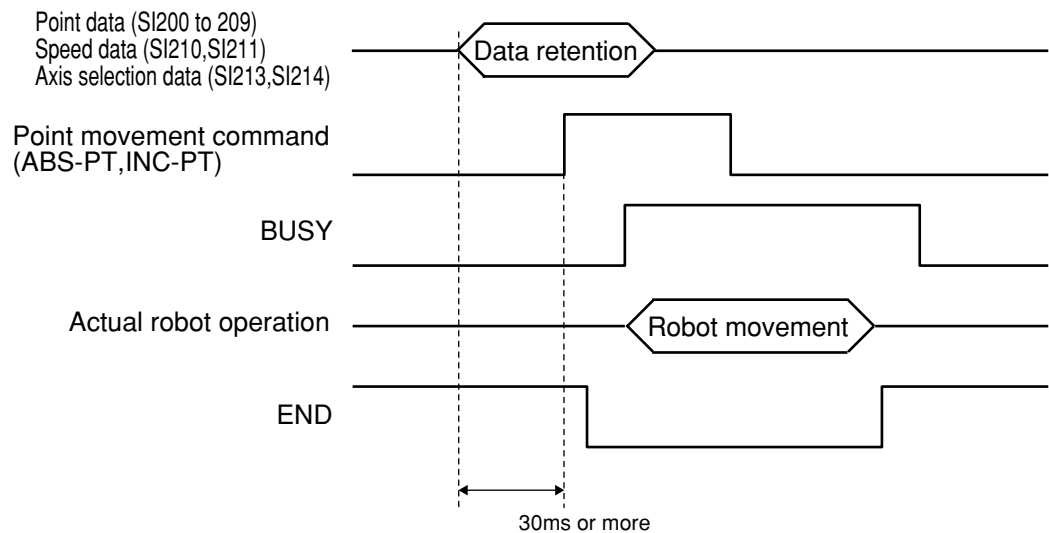 Point data (SI200 to 209)
Speed data (SI210,SI211)
Axis selection data (SI213,SI214)
Data retention
Point movement command
(ABS-PT,INC-PT)
BUSY
Actual robot operation
Robot movement
END
30ms or more